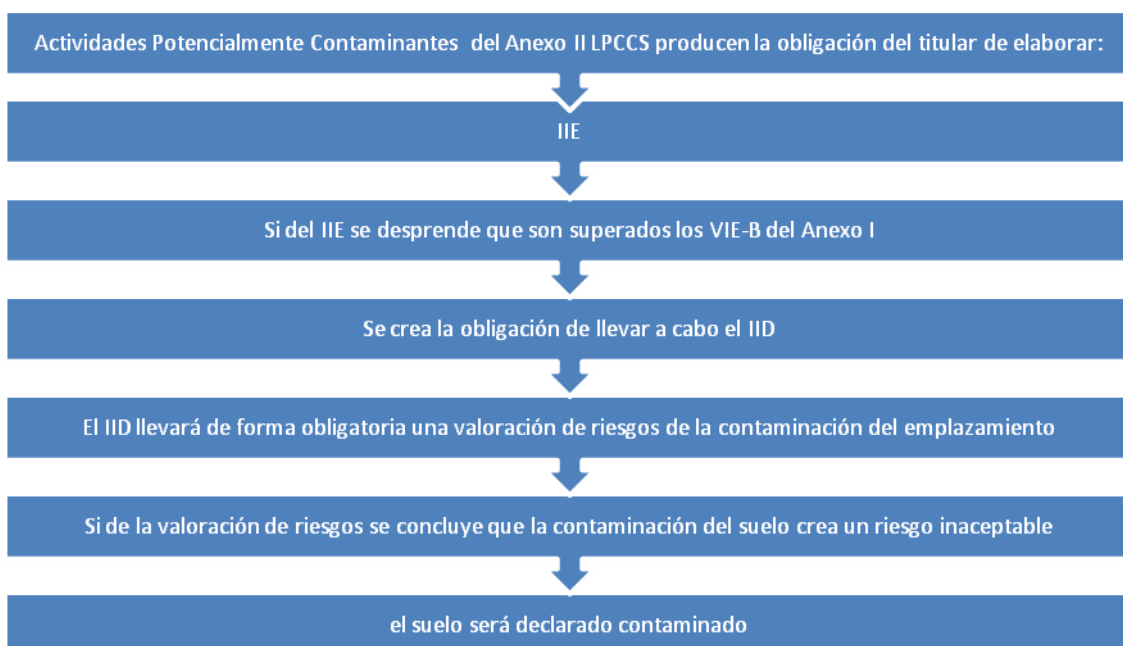 Actividades Potencialmente Contaminantes del Anexo II LPCCS producen la obligación del titular de elaborar:
IIE
Si del IIE se desprende que son superados los VIE-B del Anexo I
Se crea la obligación de llevar a cabo el IID
El IID llevará de forma obligatoria una valoración de riesgos de la contaminación del emplazamiento
Si de la valoración de riesgos se concluye que la contaminación del suelo crea un riesgo inaceptable
el suelo será declarado contaminado